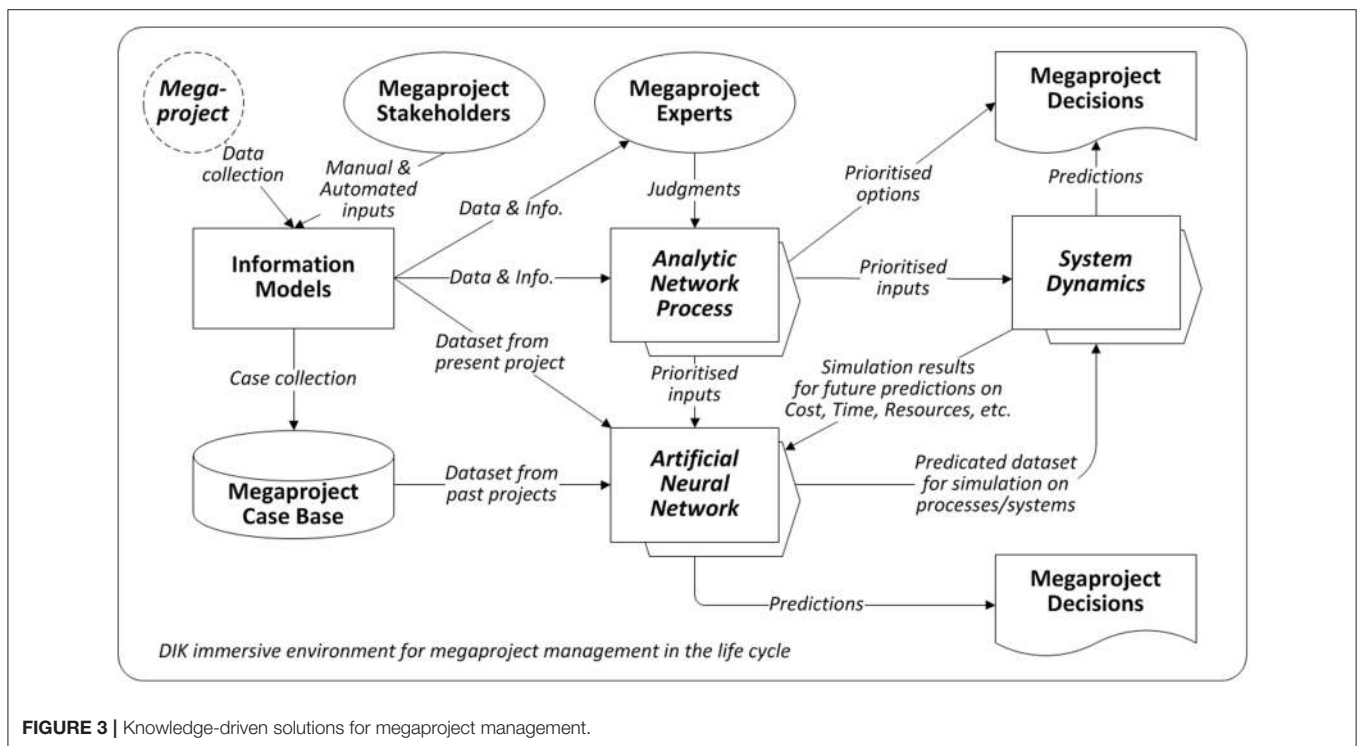 Mega-
project
Megaproject
Stakeholders
Megaproject
Experts
Megaproject
Decisions
Data
collection
Manual &
Automated
inputs
Data & Info.
Judgments
Prioritised
options
Predictions
Information
Models
Data & Info.
Analytic
Network
Process
Prioritised
inputs
System
Dynamics
Case collection
Dataset from
present project
Prioritised
inputs
Simulation results
for future predictions on
Cost, Time, Resources, etc.
Megaproject
Case Base
Dataset from
past projects
Artificial
Neural
Network
Predicated dataset
for simulation on
processes/systems
Predictions
Megaproject
Decisions
DIK immersive environment for megaproject management in the life cycle
FIGURE 3 | Knowledge-driven solutions for megaproject management.